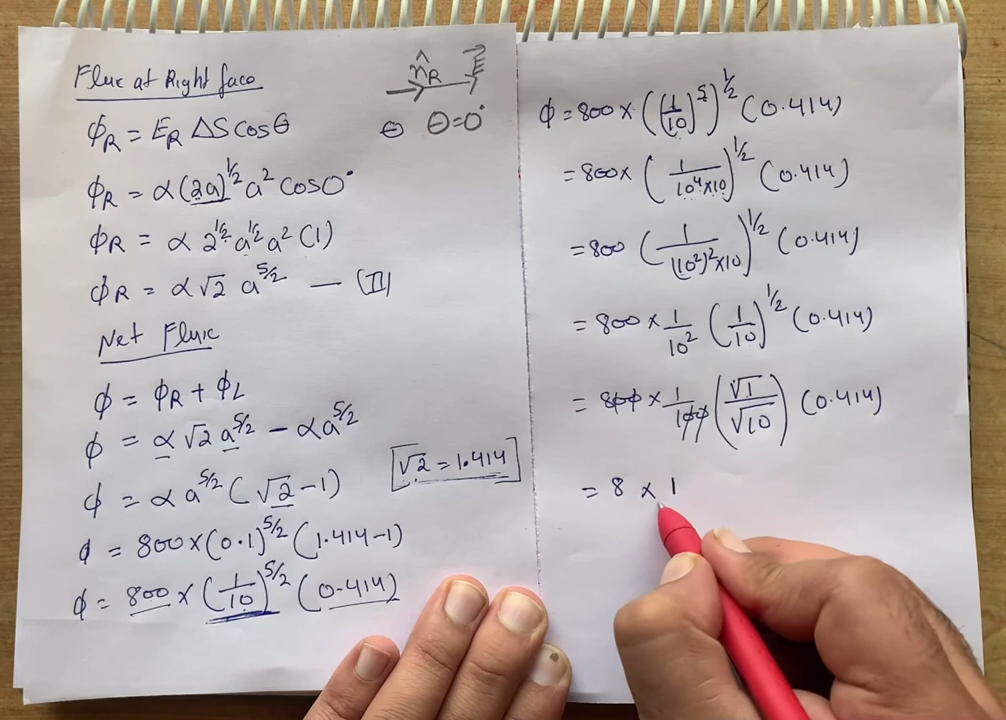 Flux at Right face
n̂R E⃗
ϕR = ER ΔS cosθ ⊖ θ=0°
ϕR = α(2a)^1/2 a² cos0°
ϕR = α 2^1/2 a^1/2 a² (1)
ϕR = α√2 a^5/2 — (II)
Net Flux
ϕ = ϕR + ϕL
ϕ = α√2 a^5/2 - αa^5/2
√2 = 1.414
ϕ = α a^5/2 (√2 -1)
ϕ = 800×(0.1)^5/2 (1.414-1)
ϕ = 800 × (1/10)^5/2 (0.414)
ϕ = 800 × ((1/10)^5)^1/2 (0.414)
= 800× (1/10⁴×10)^1/2 (0.414)
= 800 (1/(10²)²×10)^1/2 (0.414)
= 800 × 1/10² (1/10)^1/2 (0.414)
= 800 × 1/100 (√1/√10) (0.414)
= 8 × 1